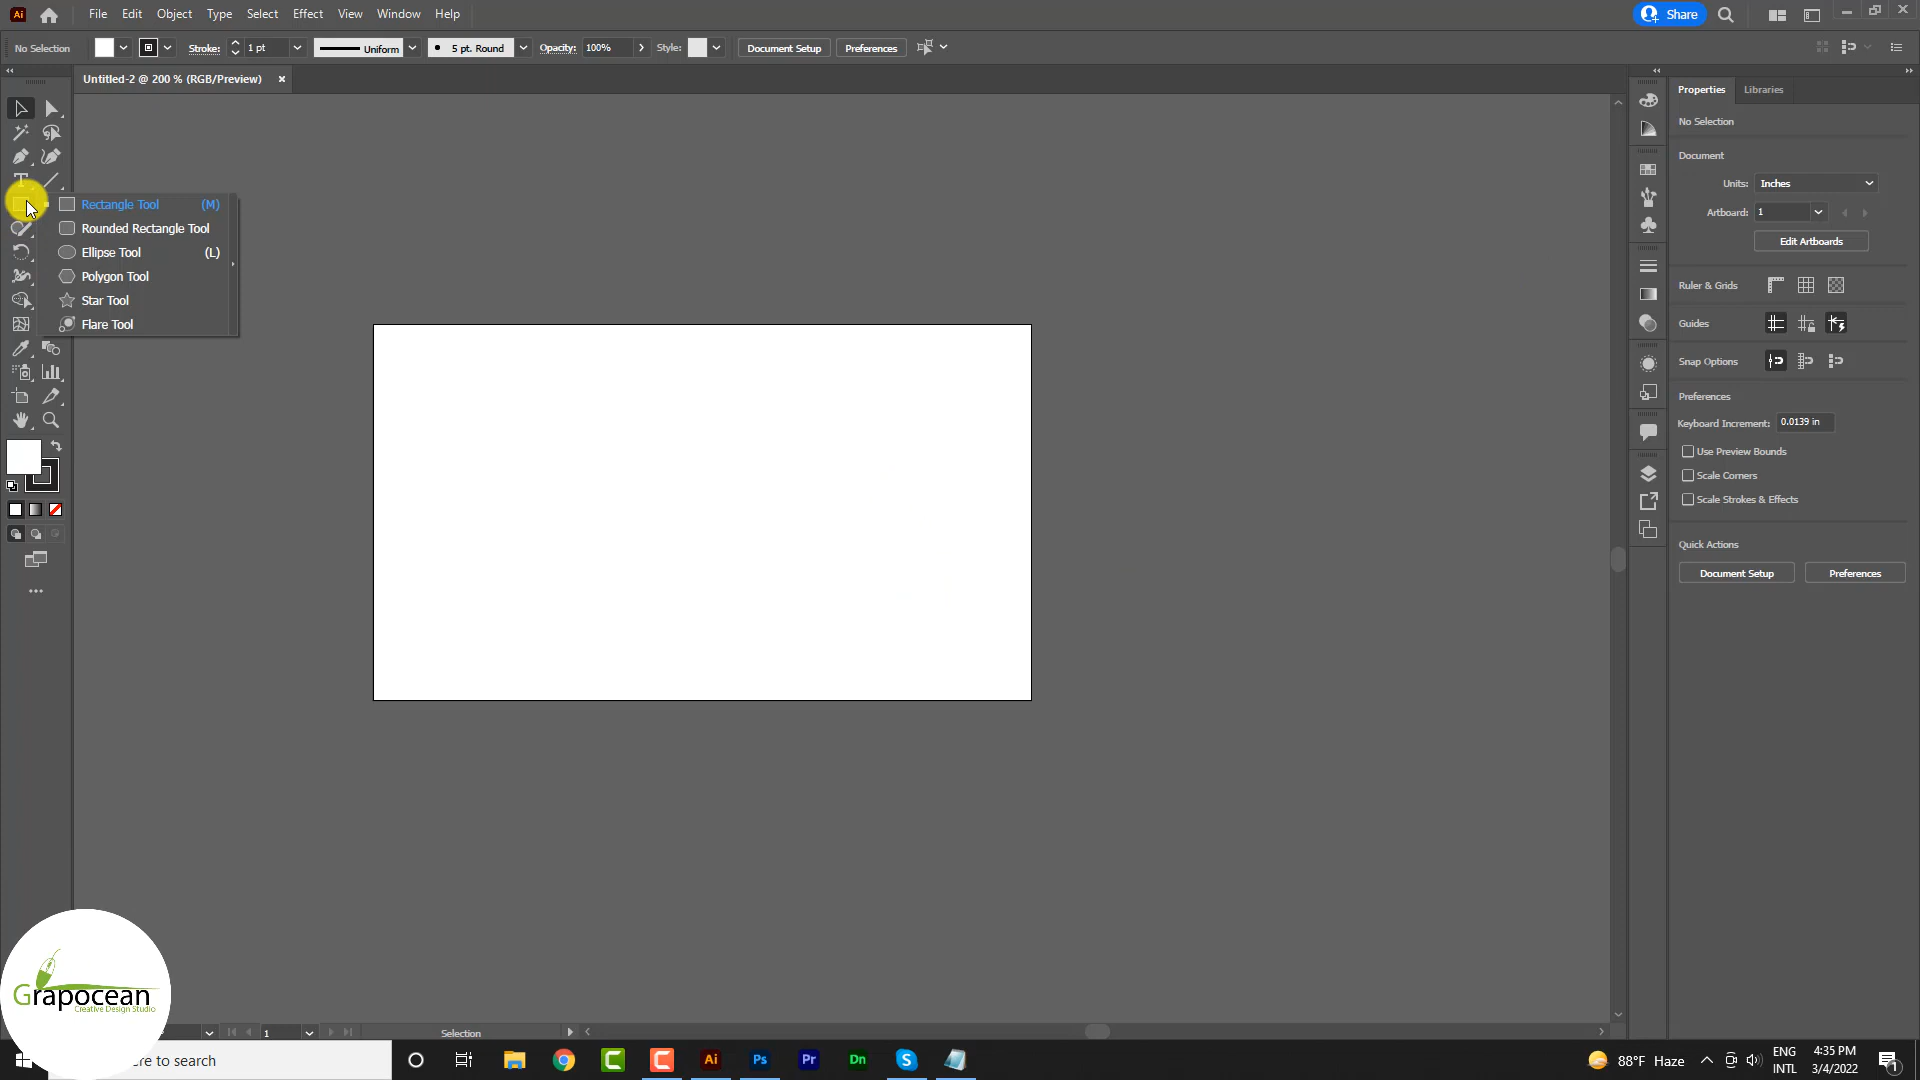 Ai File Edit Object Type Select Effect View Window Help Share
No Selection Stroke: 1 pt Uniform 5 pt. Round Opacity: 100% Style: Document Setup Preferences
Untitled-2 @ 200 % (RGB/Preview)
Properties Libraries
No Selection
Document
Units: Inches
Artboard: 1
Edit Artboards
Ruler & Grids
Guides
Snap Options
Preferences
Keyboard Increment: 0.0139 in
Use Preview Bounds
Scale Corners
Scale Strokes & Effects
Quick Actions
Document Setup Preferences
Rectangle Tool (M)
Rounded Rectangle Tool
Ellipse Tool (L)
Polygon Tool
Star Tool
Flare Tool
Grapocean
Creative Design Studio
1 Selection
ere to search
Ai Ps Pr Dn
88°F Haze
ENG
INTL
4:35 PM
3/4/2022
1